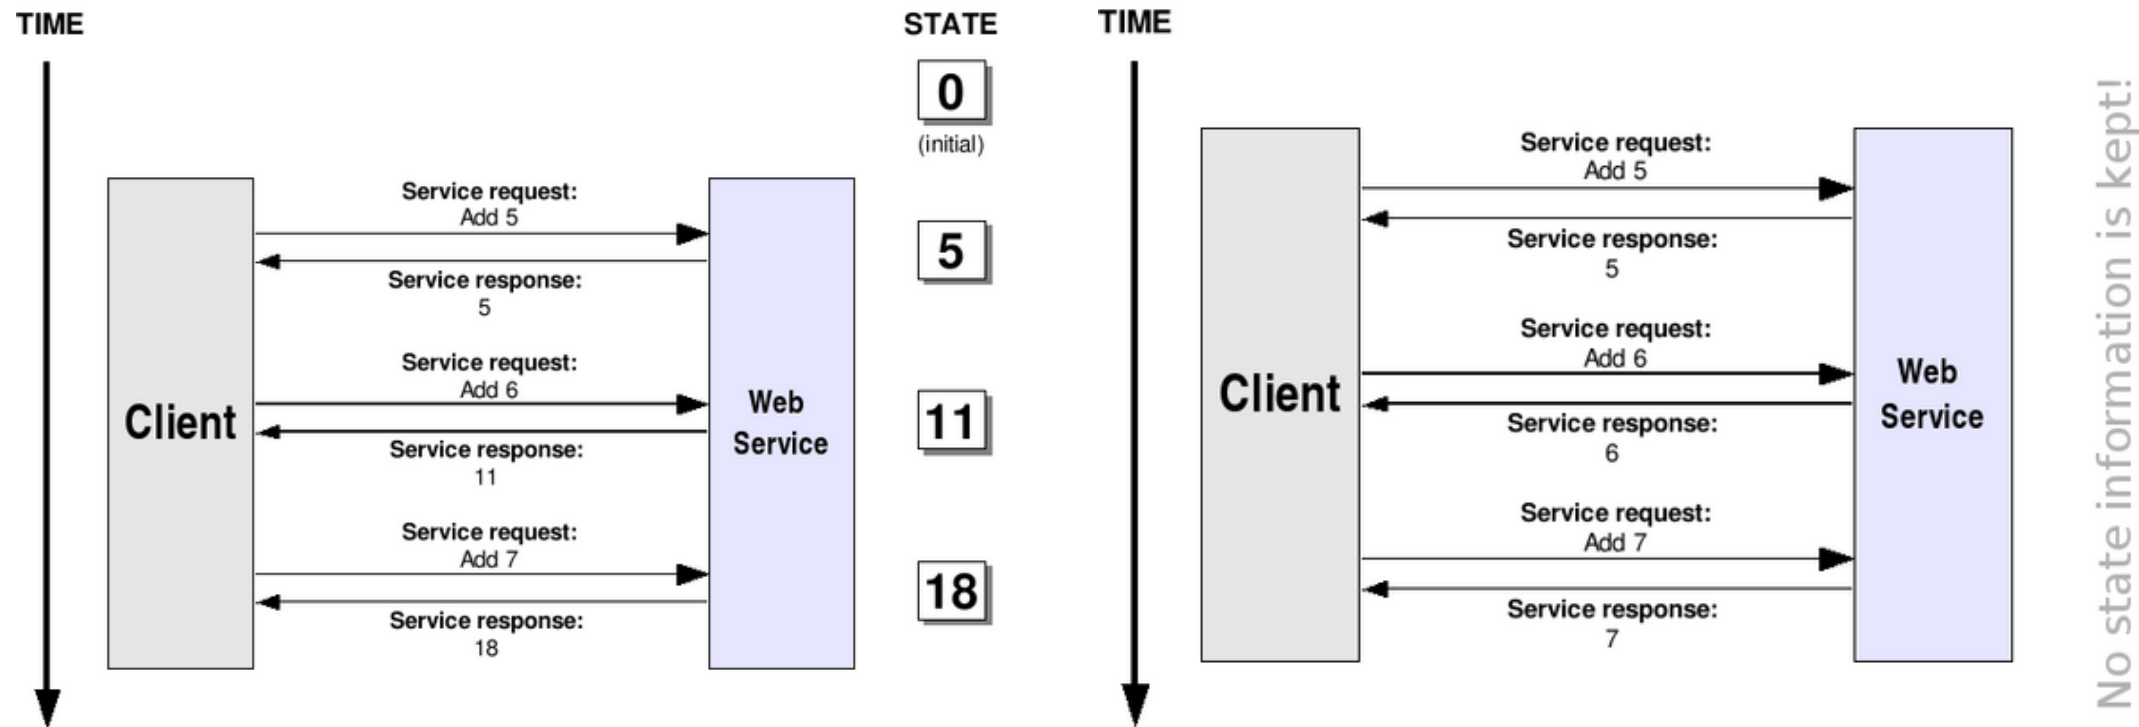 TIME
STATE
0
(initial)
Service request:
Add 5
Service response:
5
5
Service request:
Add 6
Service response:
11
11
Service request:
Add 7
Service response:
18
18
Client
Web
Service
TIME
Service request:
Add 5
Service response:
5
Service request:
Add 6
Service response:
6
Service request:
Add 7
Service response:
7
Client
Web
Service
No state information is kept!